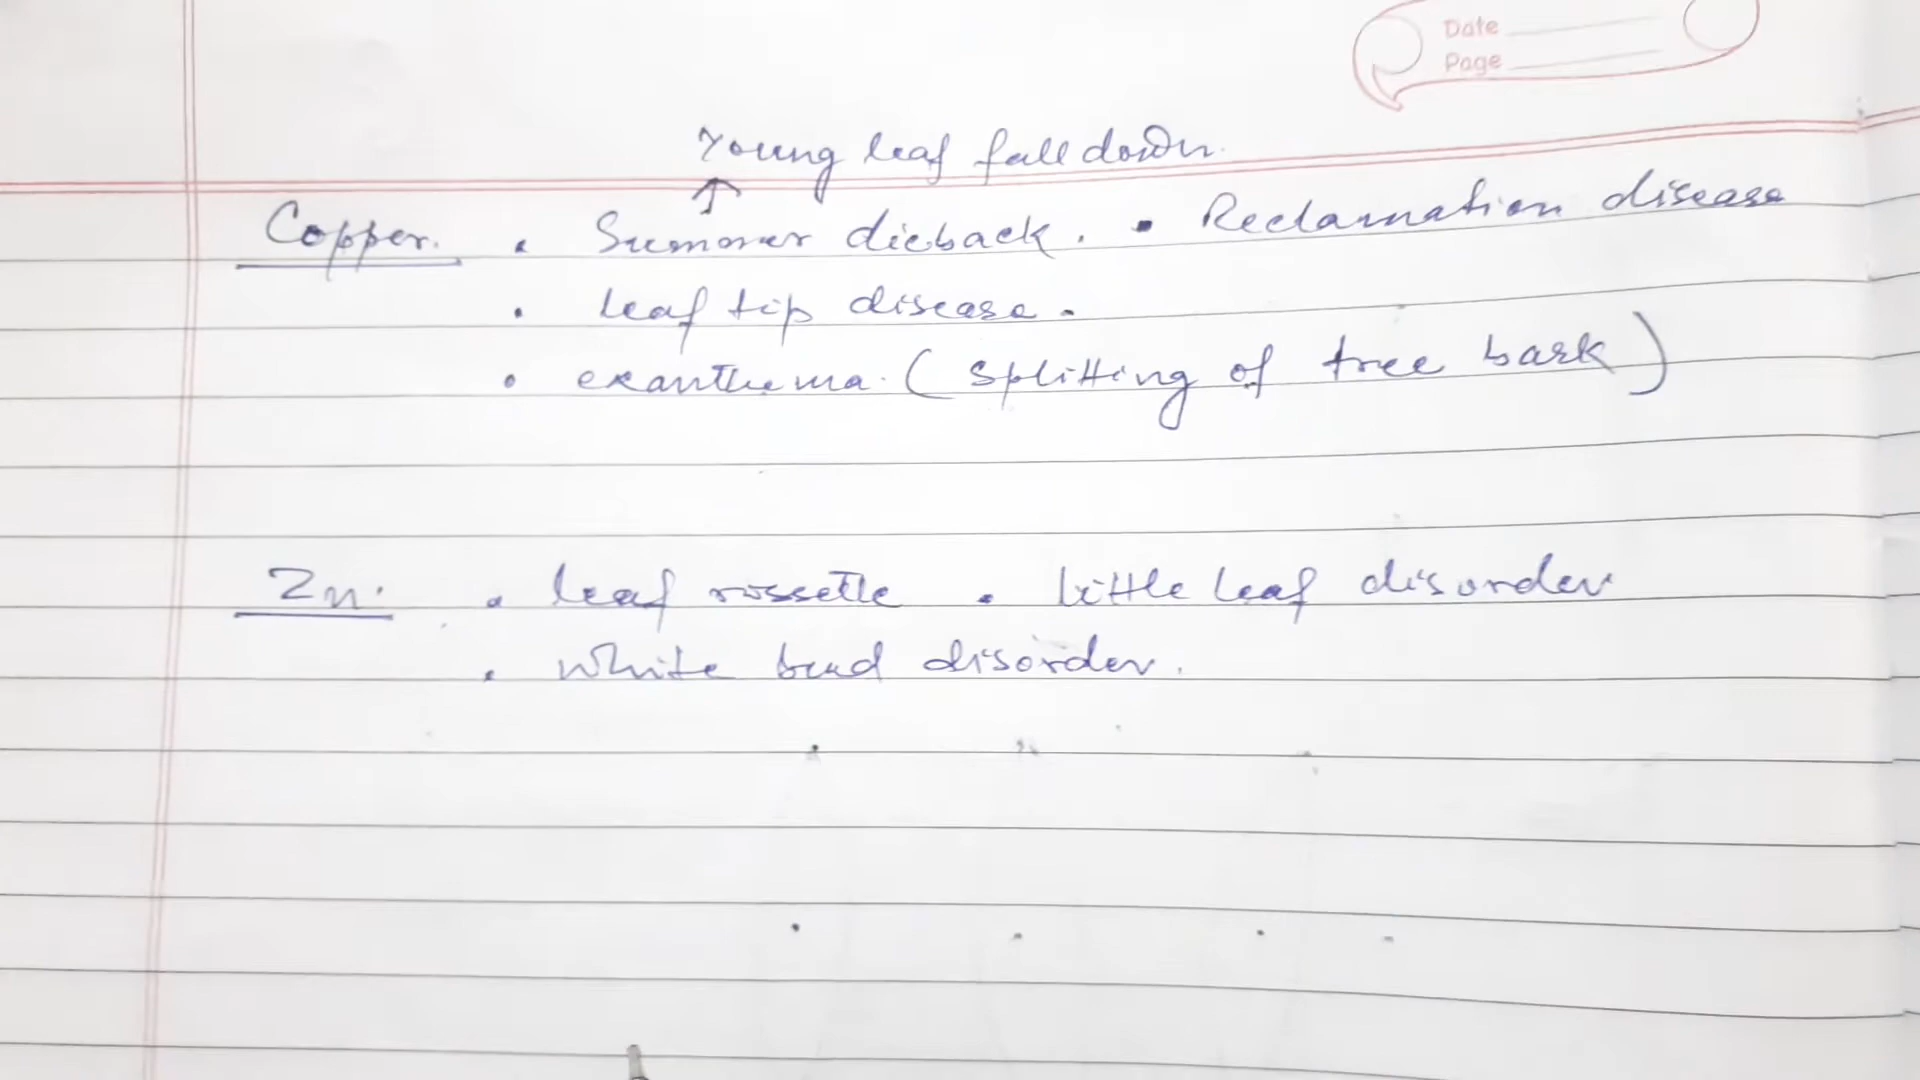 Date
Page
Young leaf fall down.
↑
Copper. • Summer dieback. • Reclamation disease
• leaf tip disease.
• exanthema. (splitting of tree bark)
Zn. • leaf rossette • little leaf disorder
• white bud disorder.